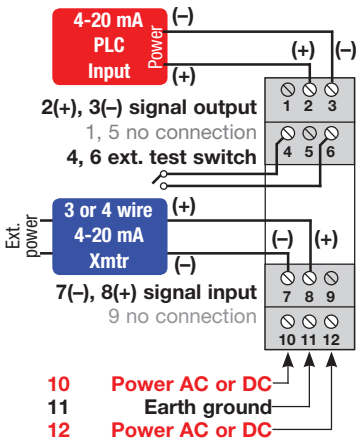 4-20 mA
PLC
Input
Power
(–)
(+)
(+)
(–)
1 2 3
2(+), 3(–) signal output
1, 5 no connection
4, 6 ext. test switch
4 5 6
Ext.
power
3 or 4 wire
4-20 mA
Xmtr
(+)
(–)
(–)
(+)
7(–), 8(+) signal input
9 no connection
7 8 9
10 11 12
10 Power AC or DC
11 Earth ground
12 Power AC or DC